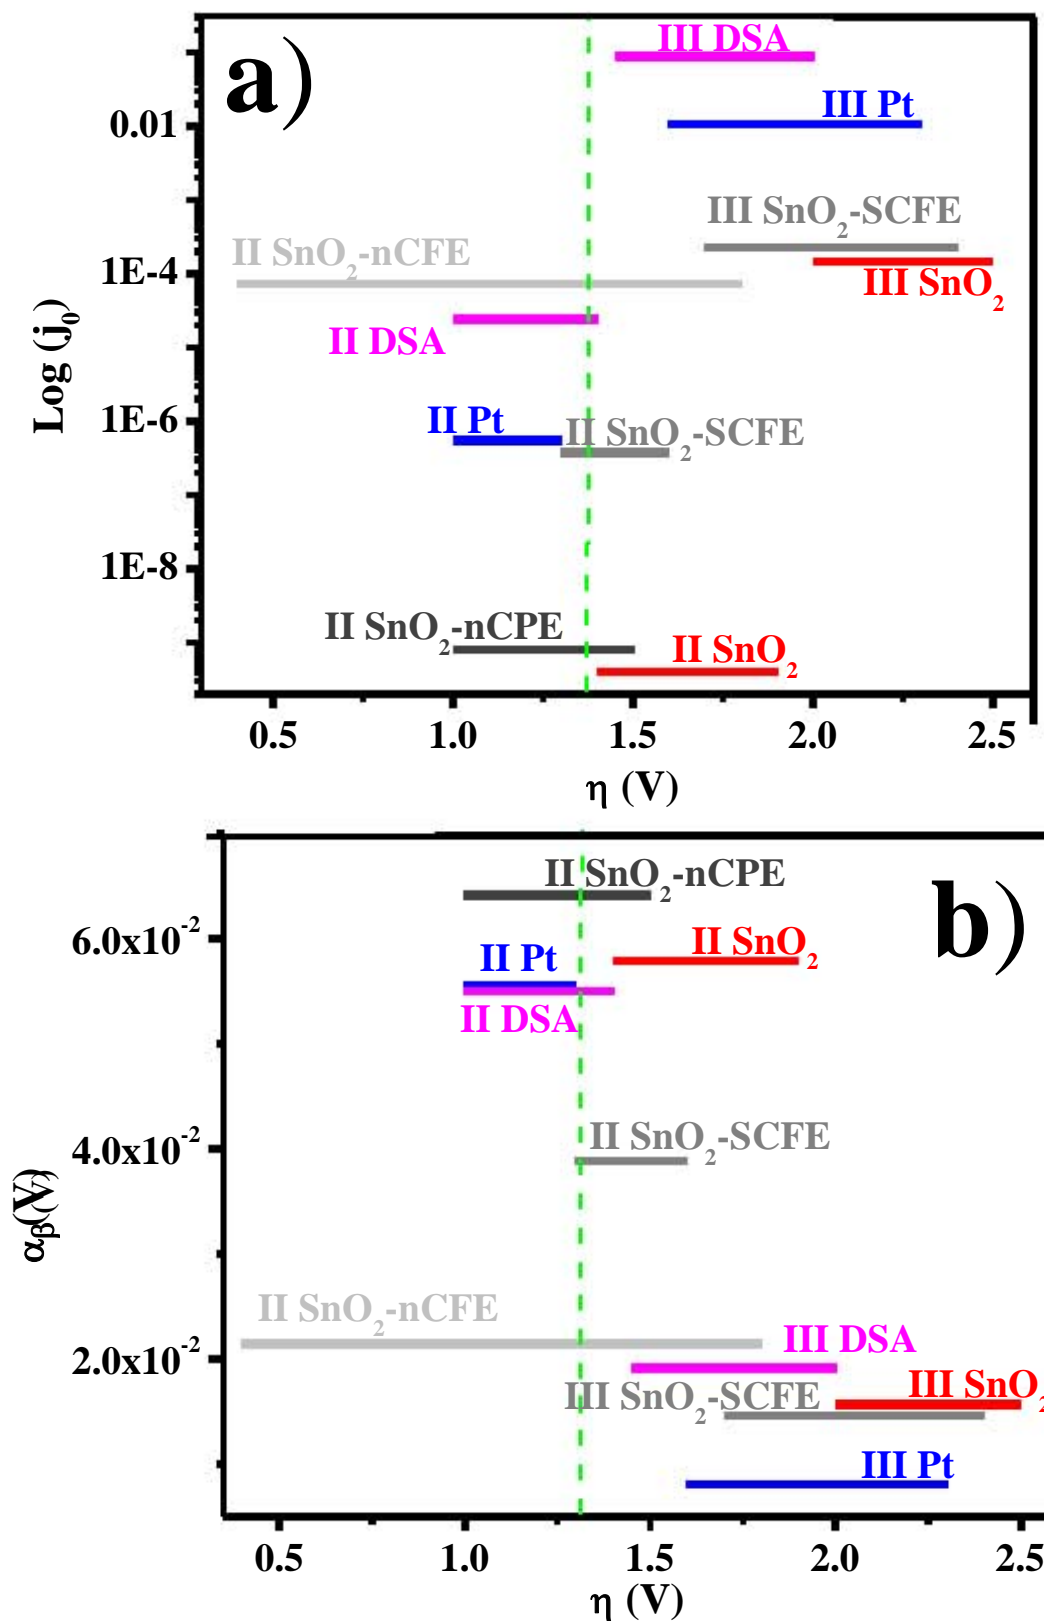 a)
III DSA
0.01
III Pt
III SnO₂-SCFE
II SnO₂-nCFE
1E-4
III SnO₂
II DSA
Log (j₀)
1E-6
II Pt
II SnO₂-SCFE
1E-8
II SnO₂-nCPE
II SnO₂
0.5 1.0 1.5 2.0 2.5
η (V)
II SnO₂-nCPE
b)
6.0x10⁻²
II Pt
II SnO₂
II DSA
4.0x10⁻²
II SnO₂-SCFE
αᵦ(V)
II SnO₂-nCFE
2.0x10⁻²
III DSA
III SnO₂-SCFE
III SnO₂
III Pt
0.5 1.0 1.5 2.0 2.5
η (V)